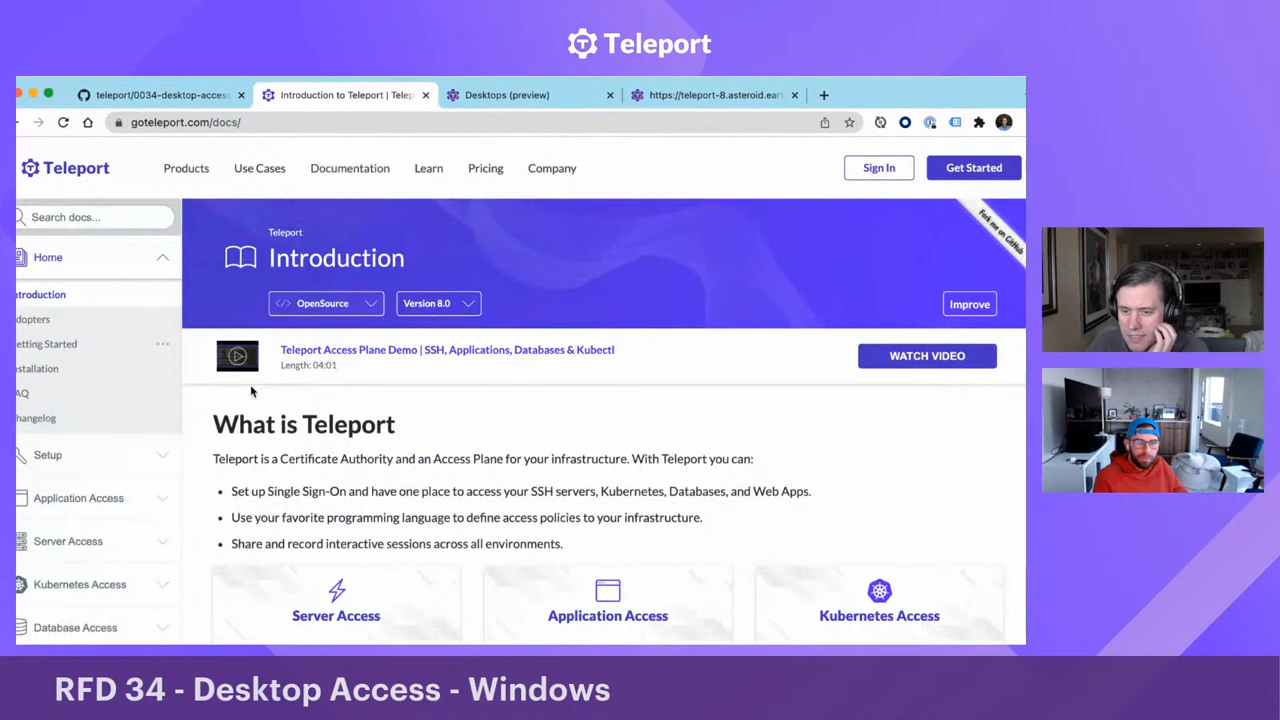 Teleport
teleport/0034-desktop-acces
Introduction to Teleport | Telep
Desktops (preview)
https://teleport-8.asteroid.eart
goteleport.com/docs/
Teleport
Products
Use Cases
Documentation
Learn
Pricing
Company
Sign In
Get Started
Search docs...
Fork me on GitHub
Teleport
Home
Introduction
ntroduction
OpenSource
Version 8.0
Improve
dopters
etting Started
nstallation
AQ
hangelog
Teleport Access Plane Demo | SSH, Applications, Databases & Kubectl
Length: 04:01
WATCH VIDEO
What is Teleport
Teleport is a Certificate Authority and an Access Plane for your infrastructure. With Teleport you can:
Setup
Application Access
Server Access
Kubernetes Access
Database Access
• Set up Single Sign-On and have one place to access your SSH servers, Kubernetes, Databases, and Web Apps.
• Use your favorite programming language to define access policies to your infrastructure.
• Share and record interactive sessions across all environments.
Server Access
Application Access
Kubernetes Access
RFD 34 - Desktop Access - Windows